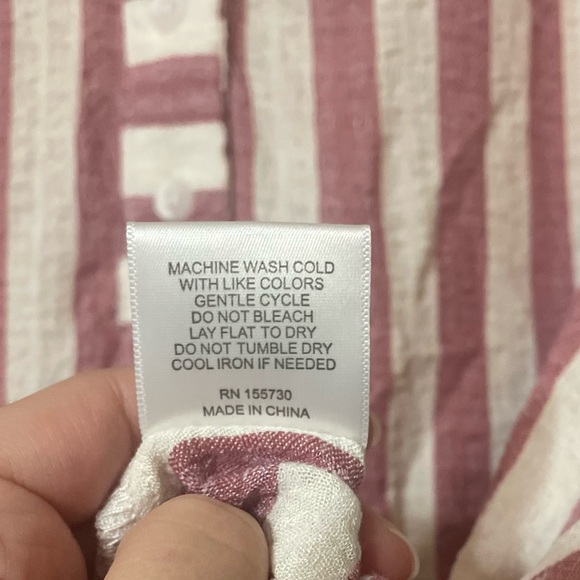 MACHINE WASH COLD
WITH LIKE COLORS
GENTLE CYCLE
DO NOT BLEACH
LAY FLAT TO DRY
DO NOT TUMBLE DRY
COOL IRON IF NEEDED
RN 155730
MADE IN CHINA